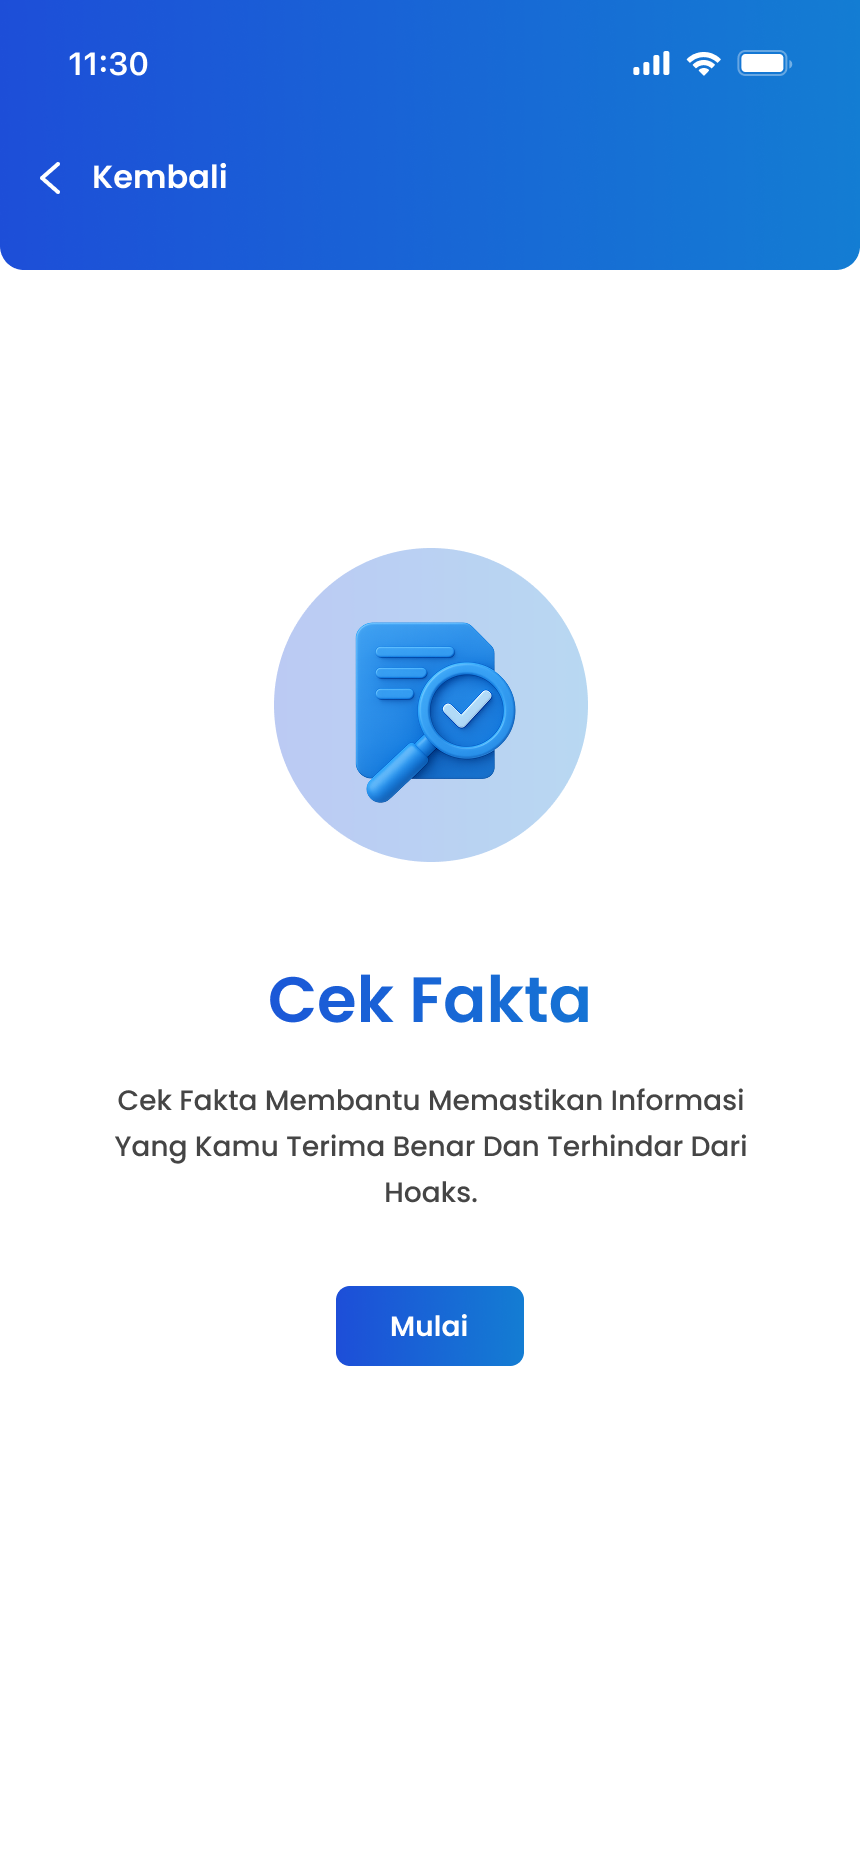 11:30
Kembali
Cek Fakta
Cek Fakta Membantu Memastikan Informasi
Yang Kamu Terima Benar Dan Terhindar Dari
Hoaks.
Mulai